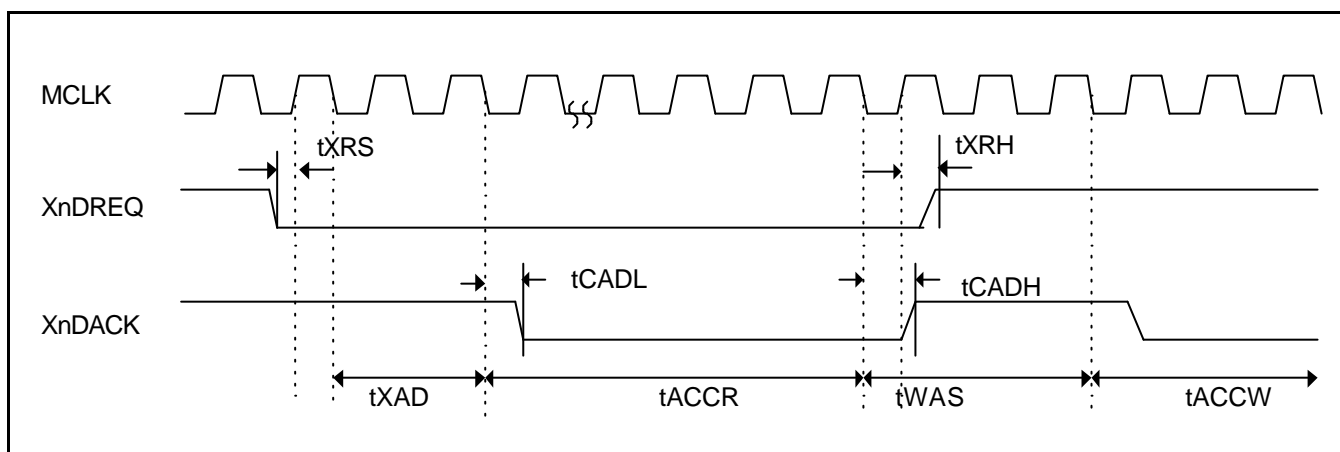 MCLK
tXRS
tXRH
XnDREQ
tCADL
tCADH
XnDACK
tXAD
tACCR
tWAS
tACCW